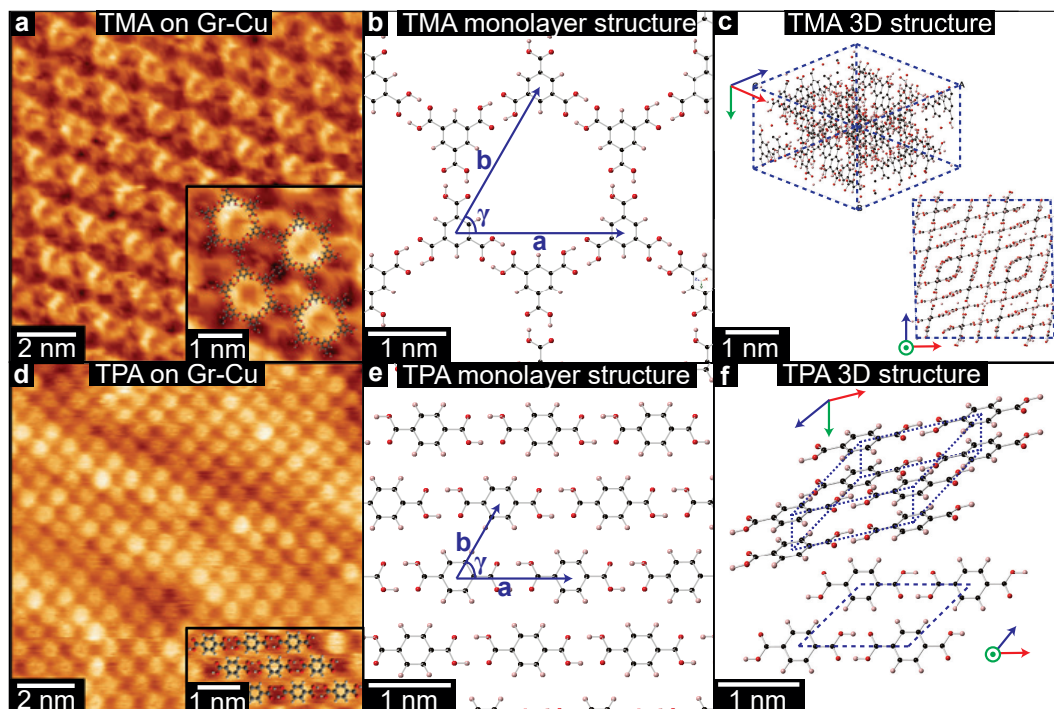 a TMA on Gr-Cu
2 nm
1 nm
b TMA monolayer structure
b
γ
a
1 nm
c TMA 3D structure
1 nm
d TPA on Gr-Cu
2 nm
1 nm
e TPA monolayer structure
b
γ
a
1 nm
f TPA 3D structure
1 nm